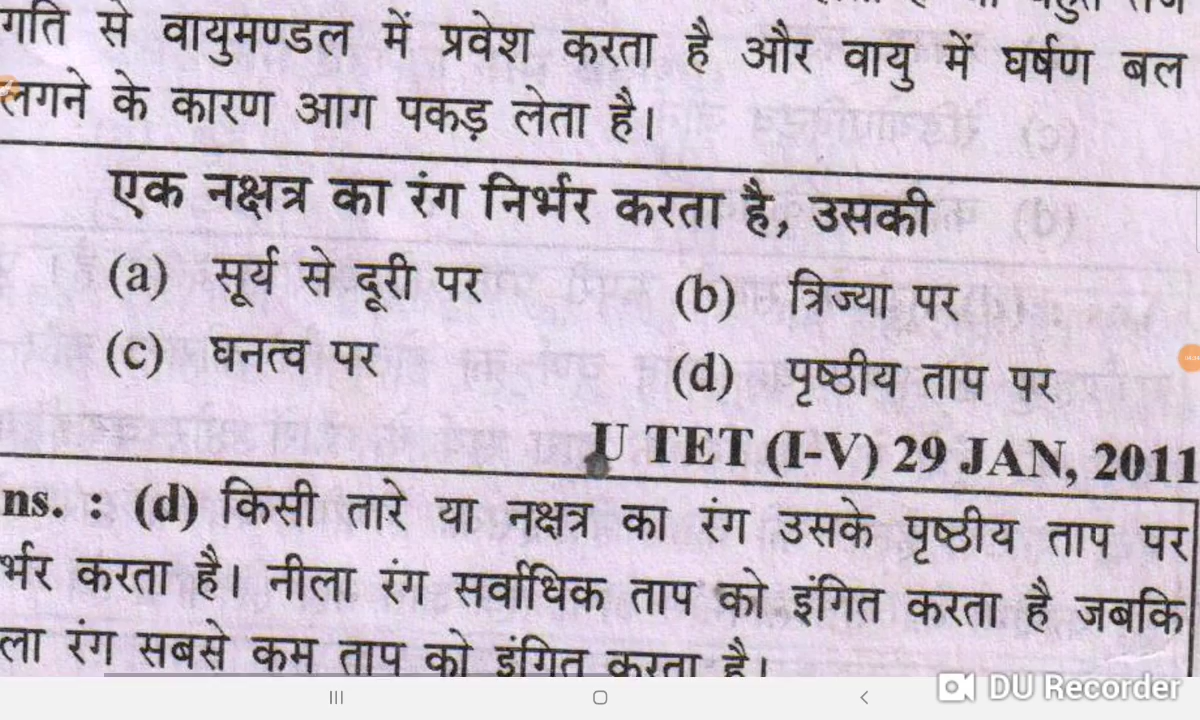 गति से वायुमण्डल में प्रवेश करता है और वायु में घर्षण बल
लगने के कारण आग पकड़ लेता है।
एक नक्षत्र का रंग निर्भर करता है, उसकी
(a) सूर्य से दूरी पर (b) त्रिज्या पर
(c) घनत्व पर (d) पृष्ठीय ताप पर
U TET (I-V) 29 JAN, 2011
ns. : (d) किसी तारे या नक्षत्र का रंग उसके पृष्ठीय ताप पर
र्भर करता है। नीला रंग सर्वाधिक ताप को इंगित करता है जबकि
ला रंग सबसे कम ताप को इंगित करता है।
DU Recorder